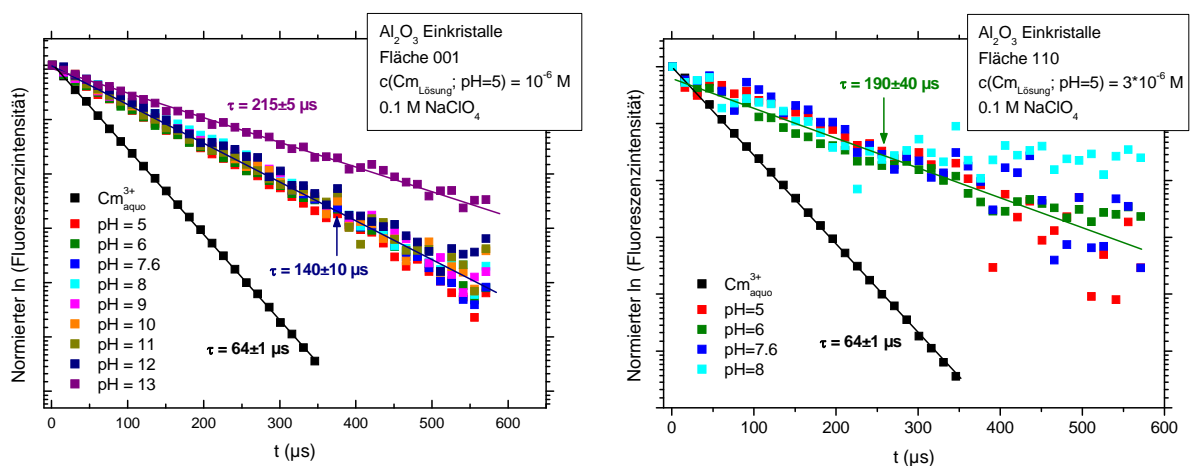 Al2O3 Einkristalle
Fläche 001
c(CmLösung; pH=5) = 10^-6 M
0.1 M NaClO4
Normierter ln (Fluoreszenzintensität)
τ = 215±5 µs
τ = 140±10 µs
τ = 64±1 µs
Cm3+aquo
pH = 5
pH = 6
pH = 7.6
pH = 8
pH = 9
pH = 10
pH = 11
pH = 12
pH = 13
0 100 200 300 400 500 600
t (µs)
Al2O3 Einkristalle
Fläche 110
c(CmLösung; pH=5) = 3*10^-6 M
0.1 M NaClO4
Normierter ln (Fluoreszenzintensität)
τ = 190±40 µs
τ = 64±1 µs
Cm3+aquo
pH=5
pH=6
pH=7.6
pH=8
0 100 200 300 400 500 600
t (µs)